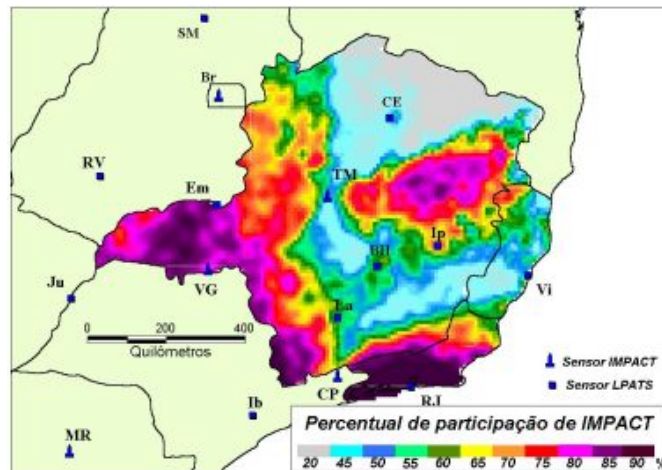 SM
Br
CE
RV
TM
Em
Ip
BH
Ju
VG
Vi
La
0 200 400
Quilômetros
Sensor IMPACT
Sensor LPATS
CP
Ib
RJ
MR
Percentual de participação de IMPACT
20 45 50 60 65 70 75 80 85 90